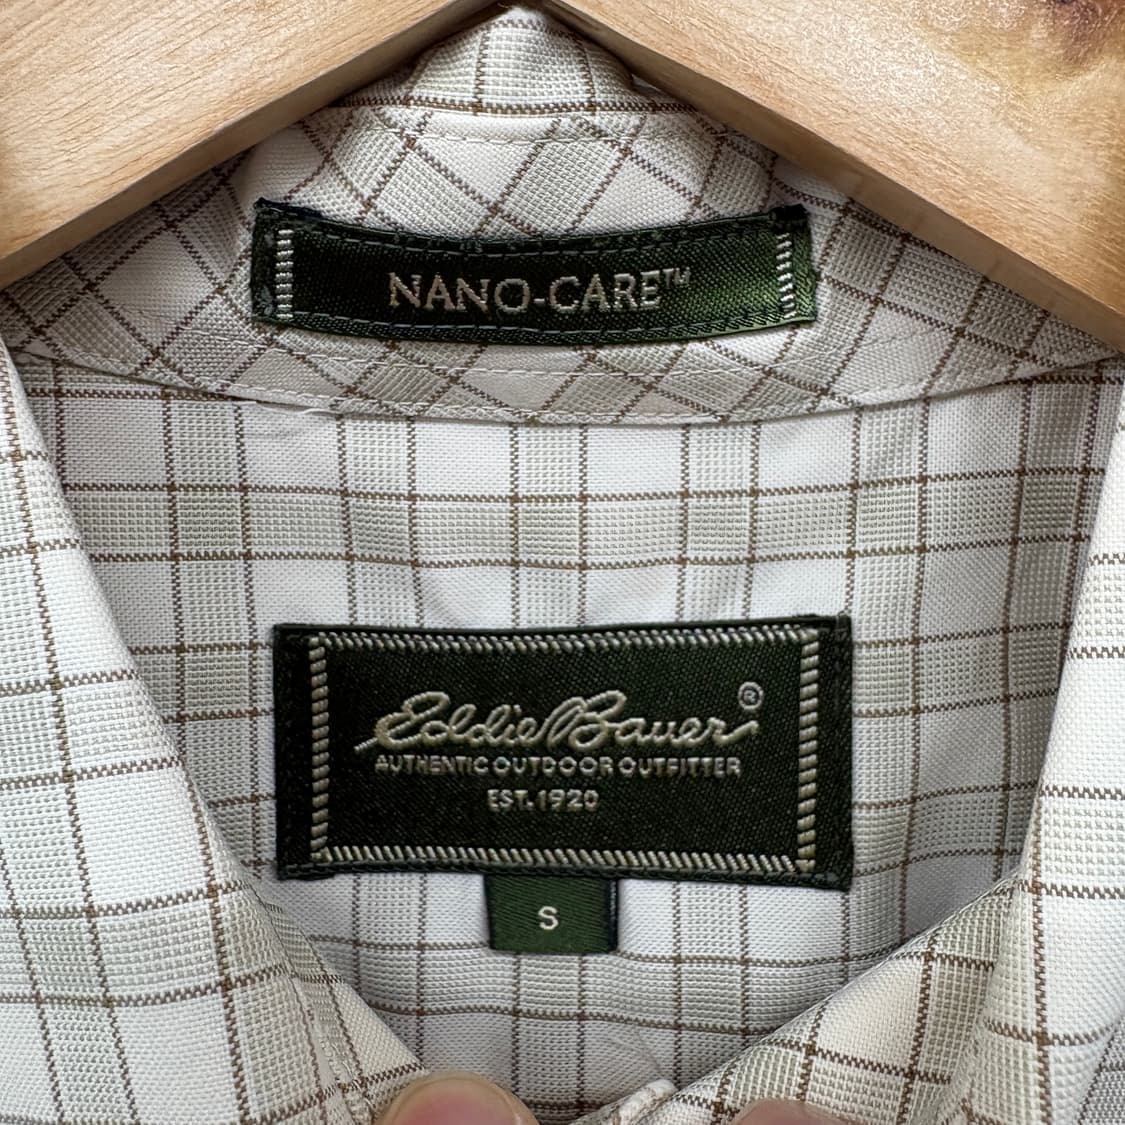 NANO-CARE™
Eddie Bauer®
AUTHENTIC OUTDOOR OUTFITTER
EST. 1920
S